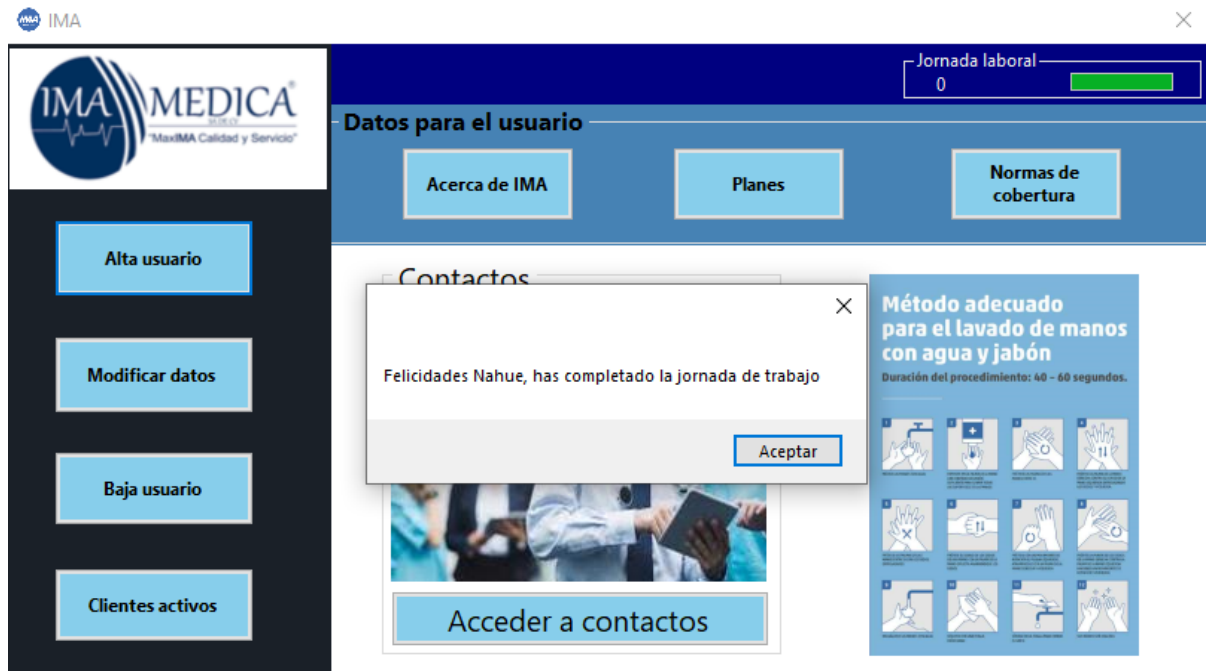 IMA
IMA MEDICA
"MaxIMA Calidad y Servicio"
Jornada laboral
0
Datos para el usuario
Acerca de IMA
Planes
Normas de
cobertura
Alta usuario
Modificar datos
Baja usuario
Clientes activos
Contactos
Felicidades Nahue, has completado la jornada de trabajo
Aceptar
Acceder a contactos
Método adecuado
para el lavado de manos
con agua y jabón
Duración del procedimiento: 40 - 60 segundos.